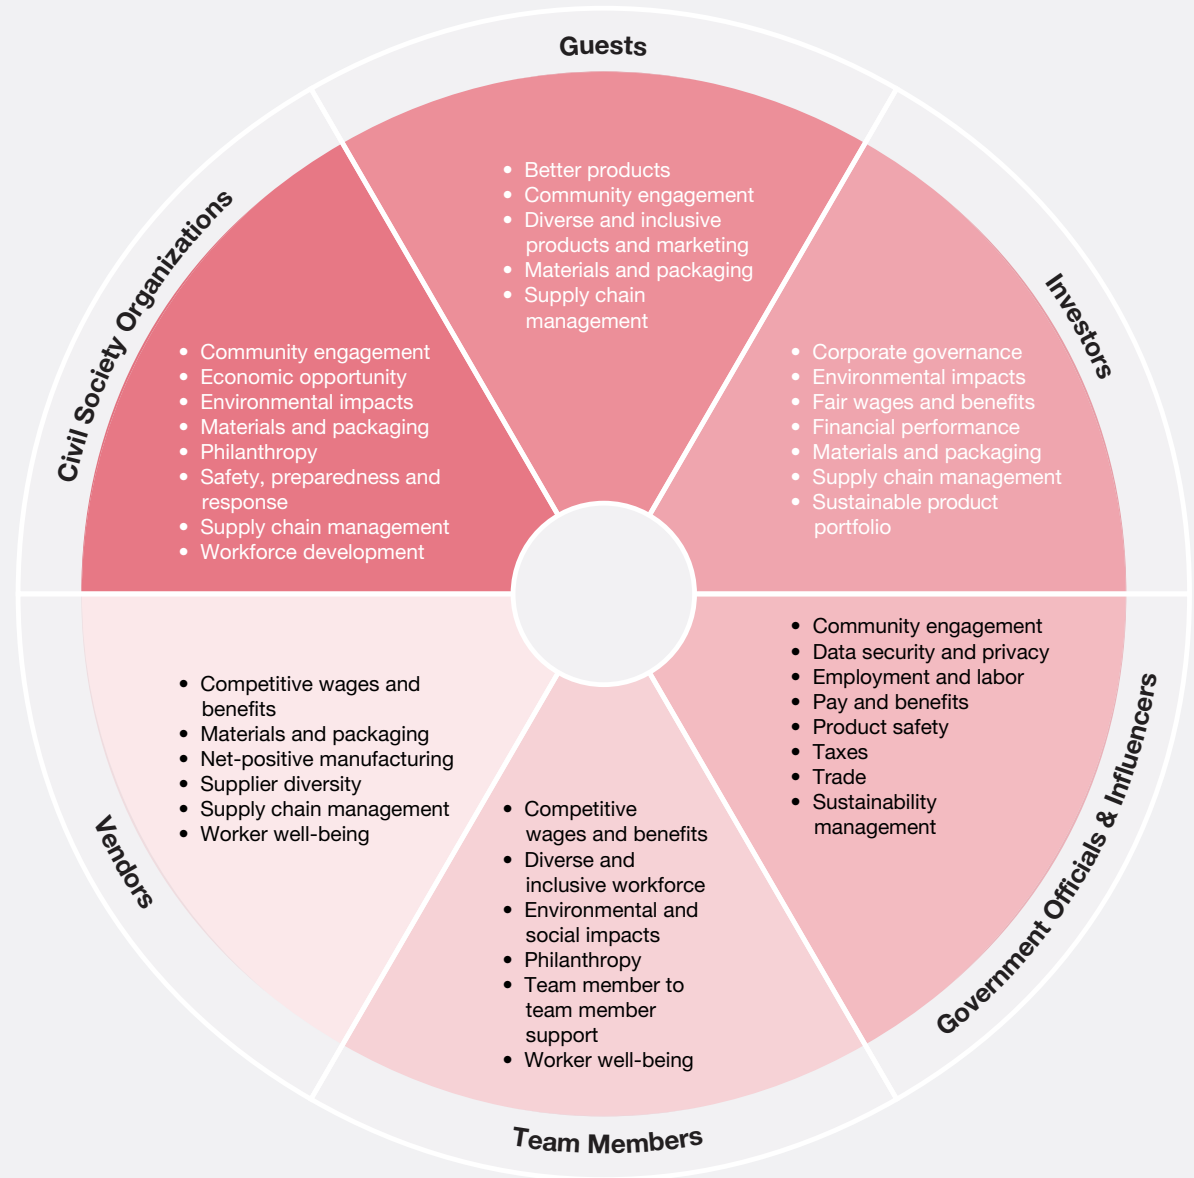 Guests
• Better products
• Community engagement
• Diverse and inclusive
products and marketing
• Materials and packaging
• Supply chain
management
Investors
• Corporate governance
• Environmental impacts
• Fair wages and benefits
• Financial performance
• Materials and packaging
• Supply chain management
• Sustainable product
portfolio
Government Officials & Influencers
• Community engagement
• Data security and privacy
• Employment and labor
• Pay and benefits
• Product safety
• Taxes
• Trade
• Sustainability
management
Team Members
• Competitive
wages and benefits
• Diverse and
inclusive workforce
• Environmental and
social impacts
• Philanthropy
• Team member to
team member
support
• Worker well-being
Vendors
• Competitive wages and
benefits
• Materials and packaging
• Net-positive manufacturing
• Supplier diversity
• Supply chain management
• Worker well-being
Civil Society Organizations
• Community engagement
• Economic opportunity
• Environmental impacts
• Materials and packaging
• Philanthropy
• Safety, preparedness and
response
• Supply chain management
• Workforce development